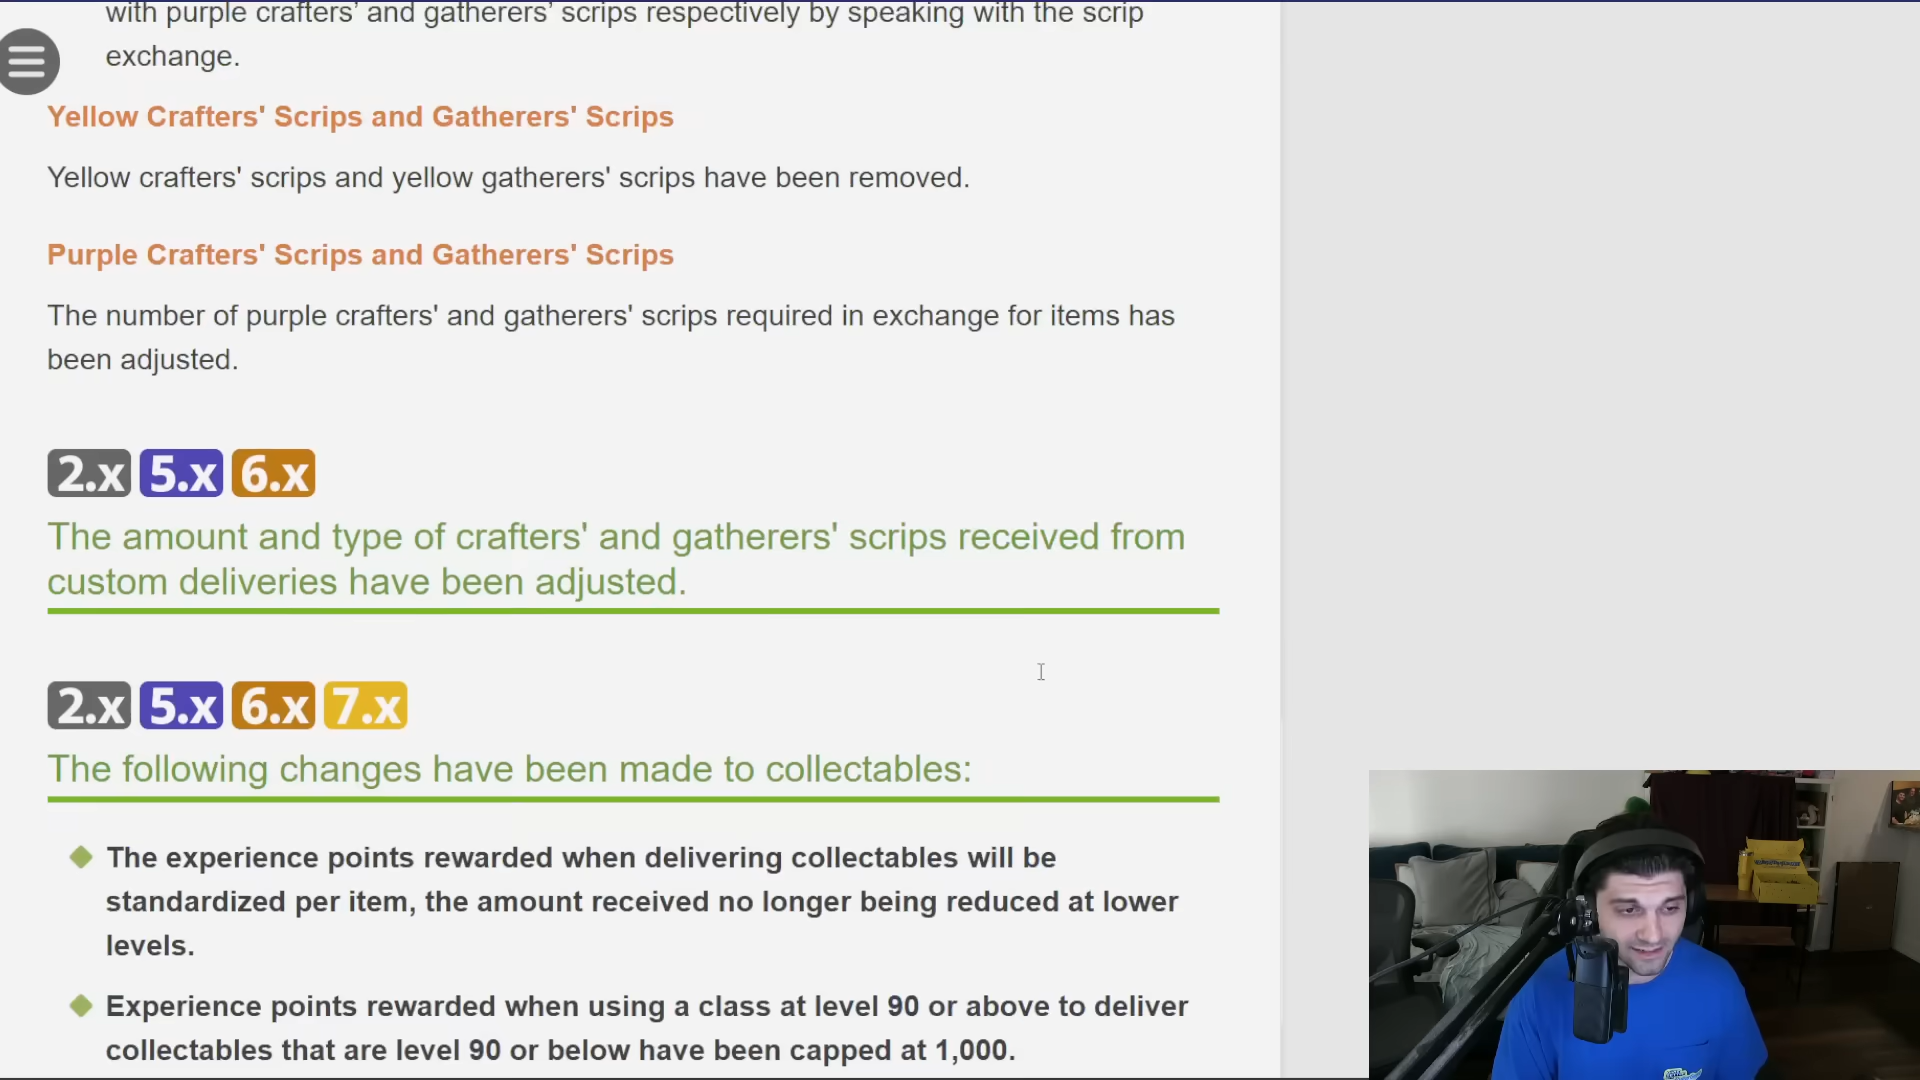 with purple crafters’ and gatherers’ scrips respectively by speaking with the scrip
exchange.
Yellow Crafters' Scrips and Gatherers' Scrips
Yellow crafters' scrips and yellow gatherers' scrips have been removed.
Purple Crafters' Scrips and Gatherers' Scrips
The number of purple crafters' and gatherers' scrips required in exchange for items has
been adjusted.
2.x 5.x 6.x
The amount and type of crafters' and gatherers' scrips received from
custom deliveries have been adjusted.
2.x 5.x 6.x 7.x
The following changes have been made to collectables:
The experience points rewarded when delivering collectables will be
standardized per item, the amount received no longer being reduced at lower
levels.
Experience points rewarded when using a class at level 90 or above to deliver
collectables that are level 90 or below have been capped at 1,000.